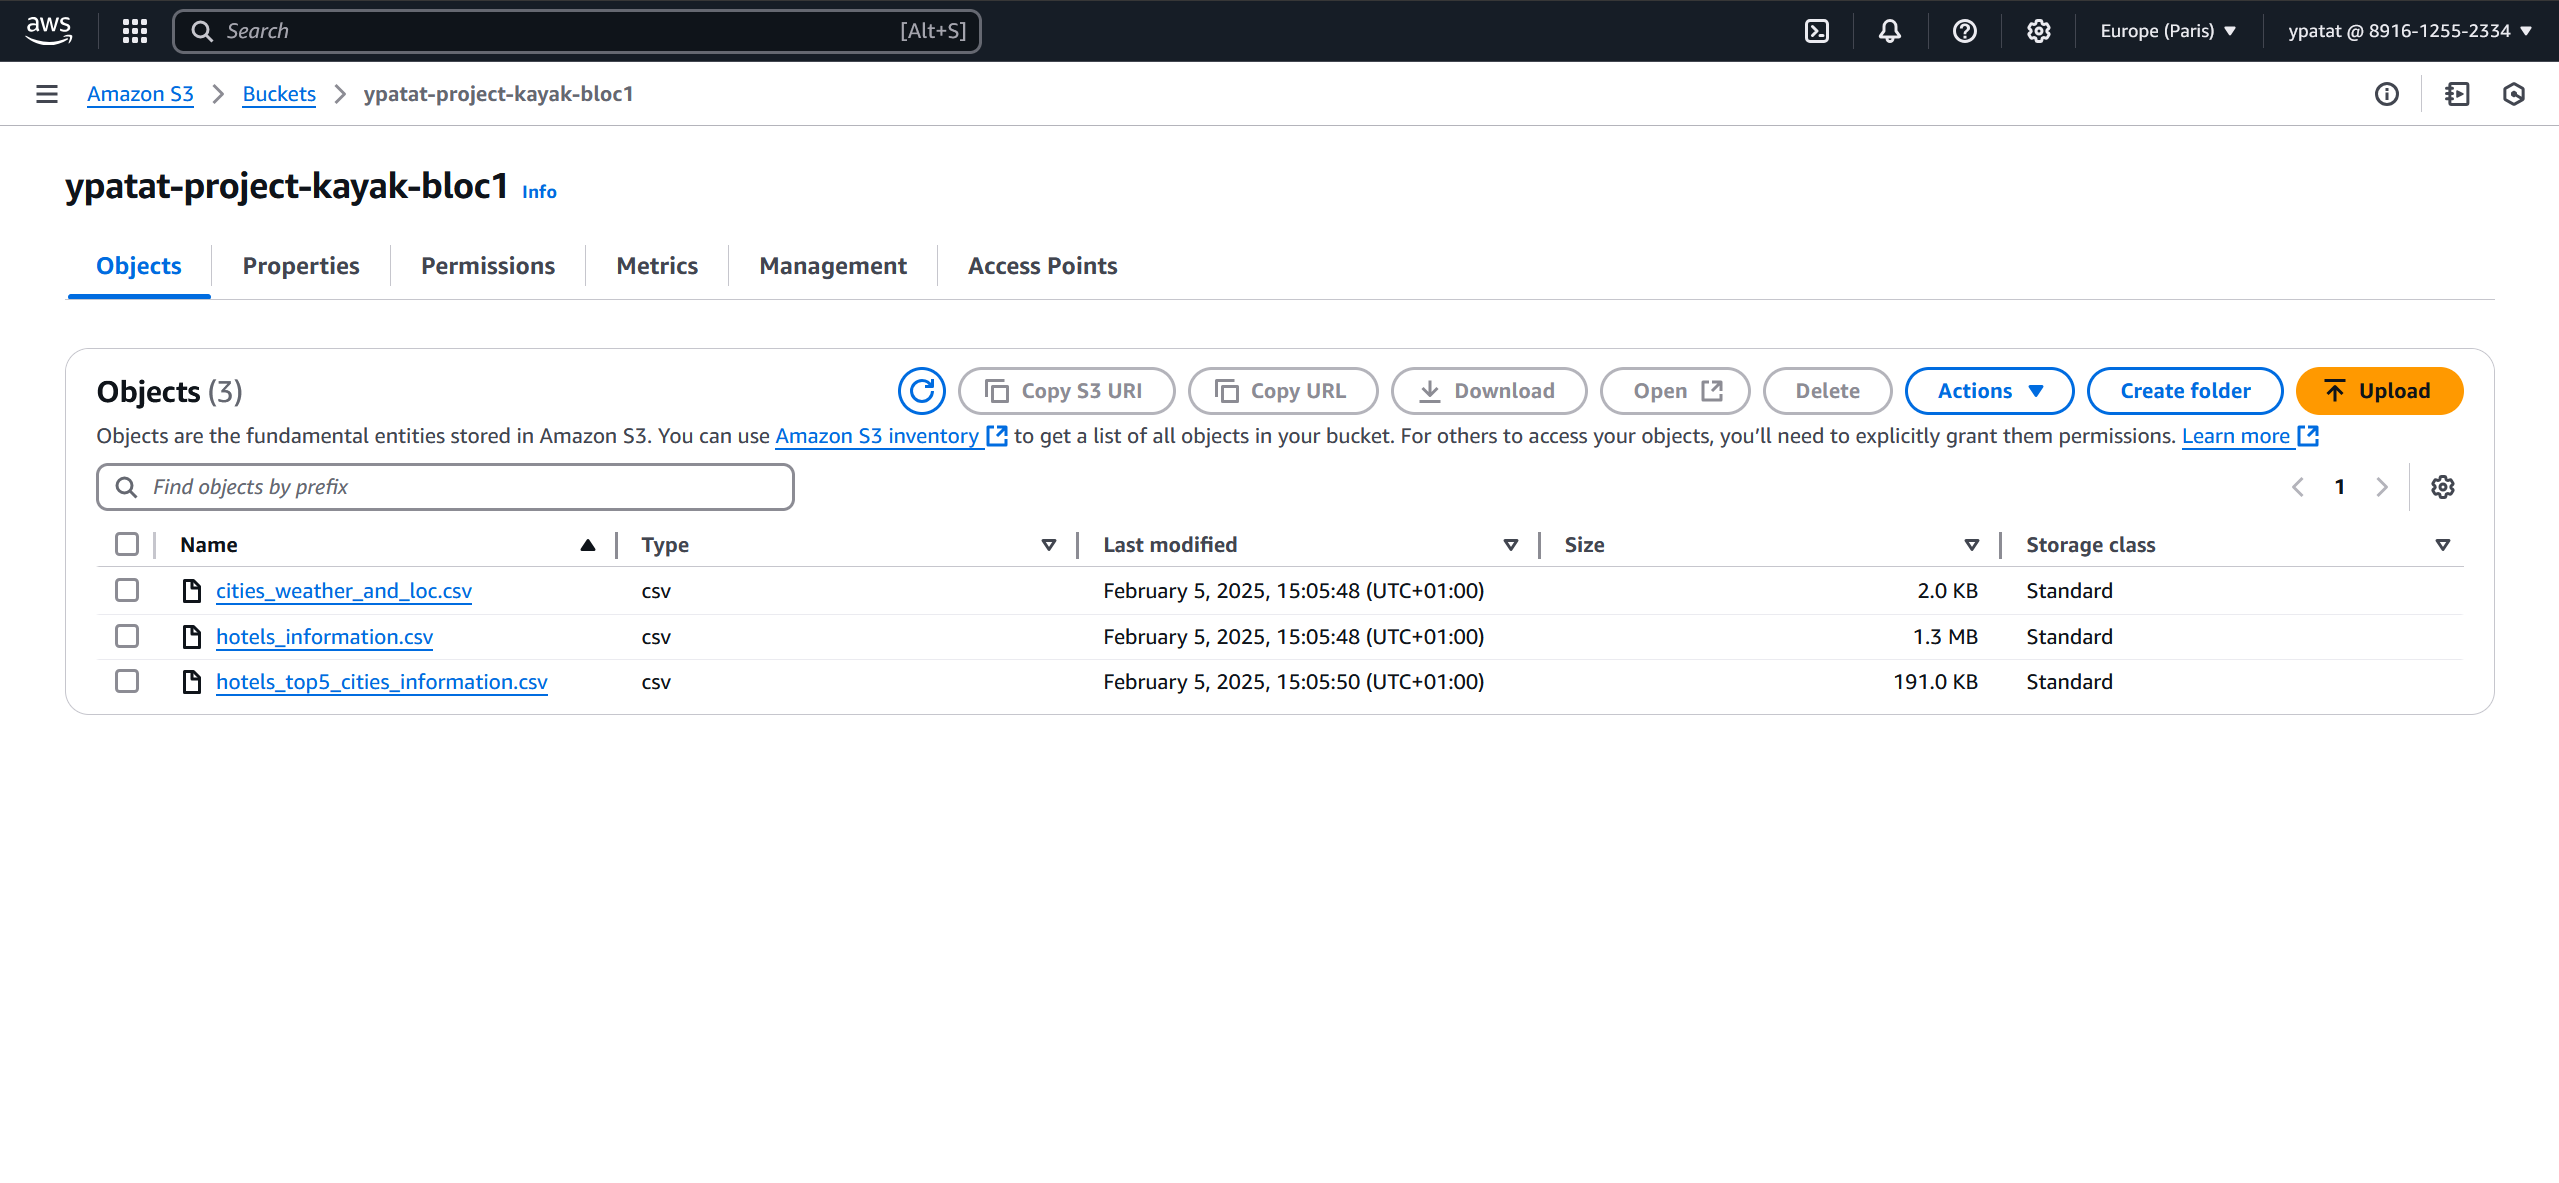 aws Search [Alt+S] Europe (Paris) ypatat @ 8916-1255-2334
Amazon S3 > Buckets > ypatat-project-kayak-bloc1
ypatat-project-kayak-bloc1 Info
Objects Properties Permissions Metrics Management Access Points
Objects (3) Copy S3 URI Copy URL Download Open Delete Actions Create folder Upload
Objects are the fundamental entities stored in Amazon S3. You can use Amazon S3 inventory to get a list of all objects in your bucket. For others to access your objects, you’ll need to explicitly grant them permissions. Learn more
Find objects by prefix 1
Name Type Last modified Size Storage class
cities_weather_and_loc.csv csv February 5, 2025, 15:05:48 (UTC+01:00) 2.0 KB Standard
hotels_information.csv csv February 5, 2025, 15:05:48 (UTC+01:00) 1.3 MB Standard
hotels_top5_cities_information.csv csv February 5, 2025, 15:05:50 (UTC+01:00) 191.0 KB Standard